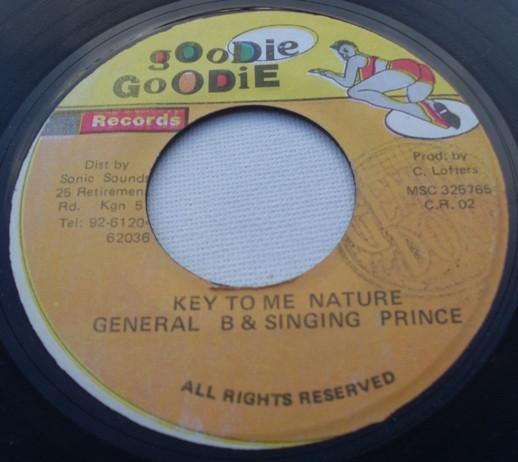 gOoDie
GoODiE
Records
Dist by
Sonic Sounds
25 Retiremen
Rd. Kgn 5
Tel: 92-6120-
62036
Prod. by
C. Lofters
MSC 325765
C.R. 02
KEY TO ME NATURE
GENERAL B & SINGING PRINCE
ALL RIGHTS RESERVED